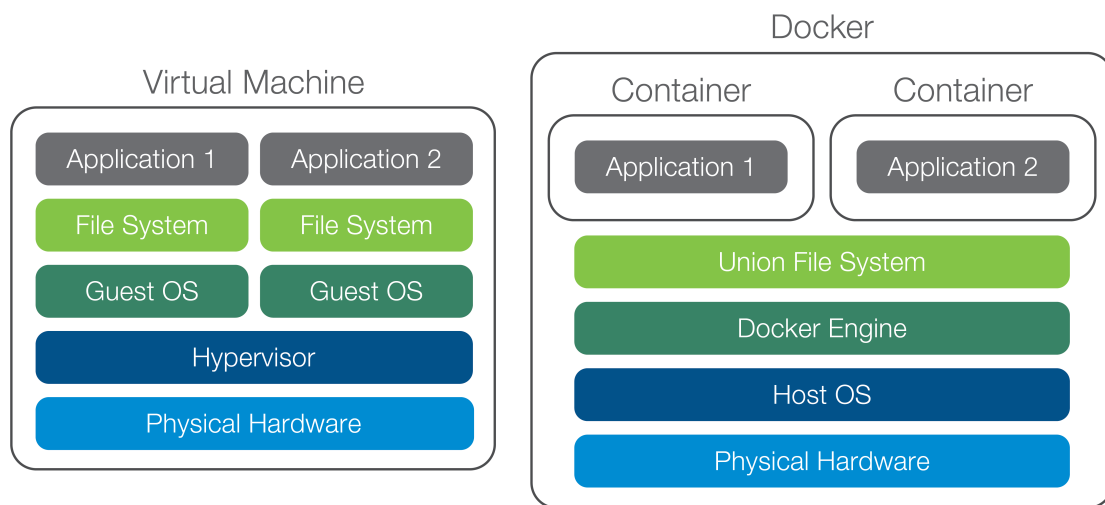 Virtual Machine
Application 1
Application 2
File System
File System
Guest OS
Guest OS
Hypervisor
Physical Hardware
Docker
Container
Container
Application 1
Application 2
Union File System
Docker Engine
Host OS
Physical Hardware